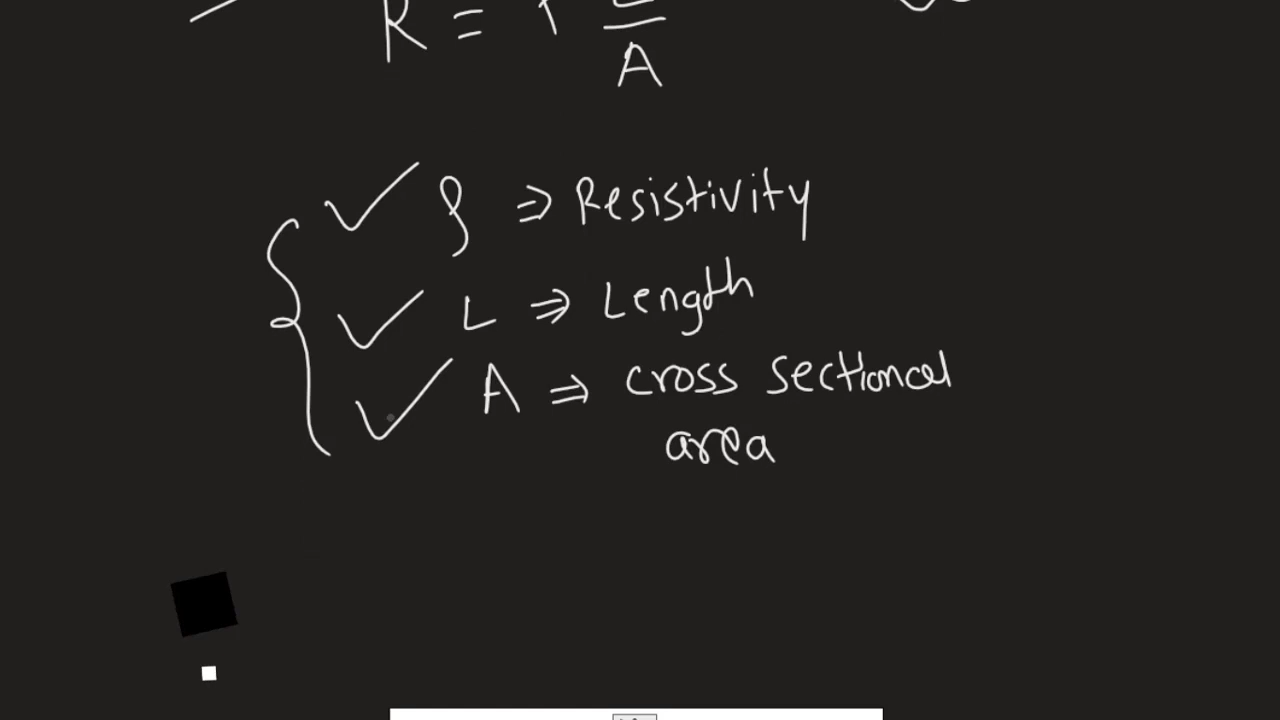 R =
A
ρ ⇒ Resistivity
L ⇒ Length
A ⇒ cross sectional
area